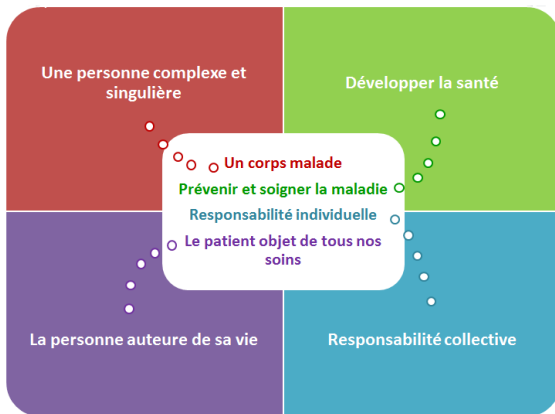 Une personne complexe et
singulière
Développer la santé
Un corps malade
Prévenir et soigner la maladie
Responsabilité individuelle
Le patient objet de tous nos
soins
La personne auteure de sa vie
Responsabilité collective